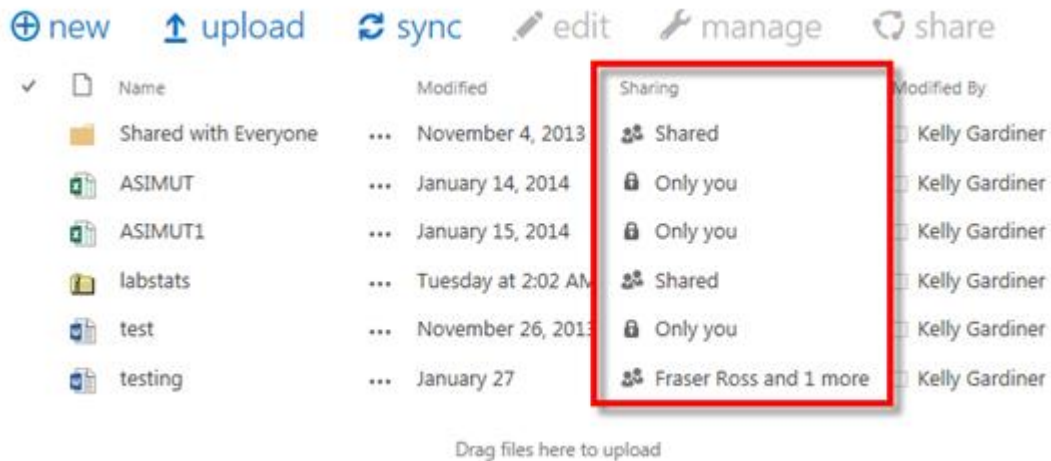 new upload sync edit manage share
Name Modified Sharing Modified By
Shared with Everyone ... November 4, 2013 Shared Kelly Gardiner
ASIMUT ... January 14, 2014 Only you Kelly Gardiner
ASIMUT1 ... January 15, 2014 Only you Kelly Gardiner
labstats ... Tuesday at 2:02 AM Shared Kelly Gardiner
test ... November 26, 2013 Only you Kelly Gardiner
testing ... January 27 Fraser Ross and 1 more Kelly Gardiner
Drag files here to upload